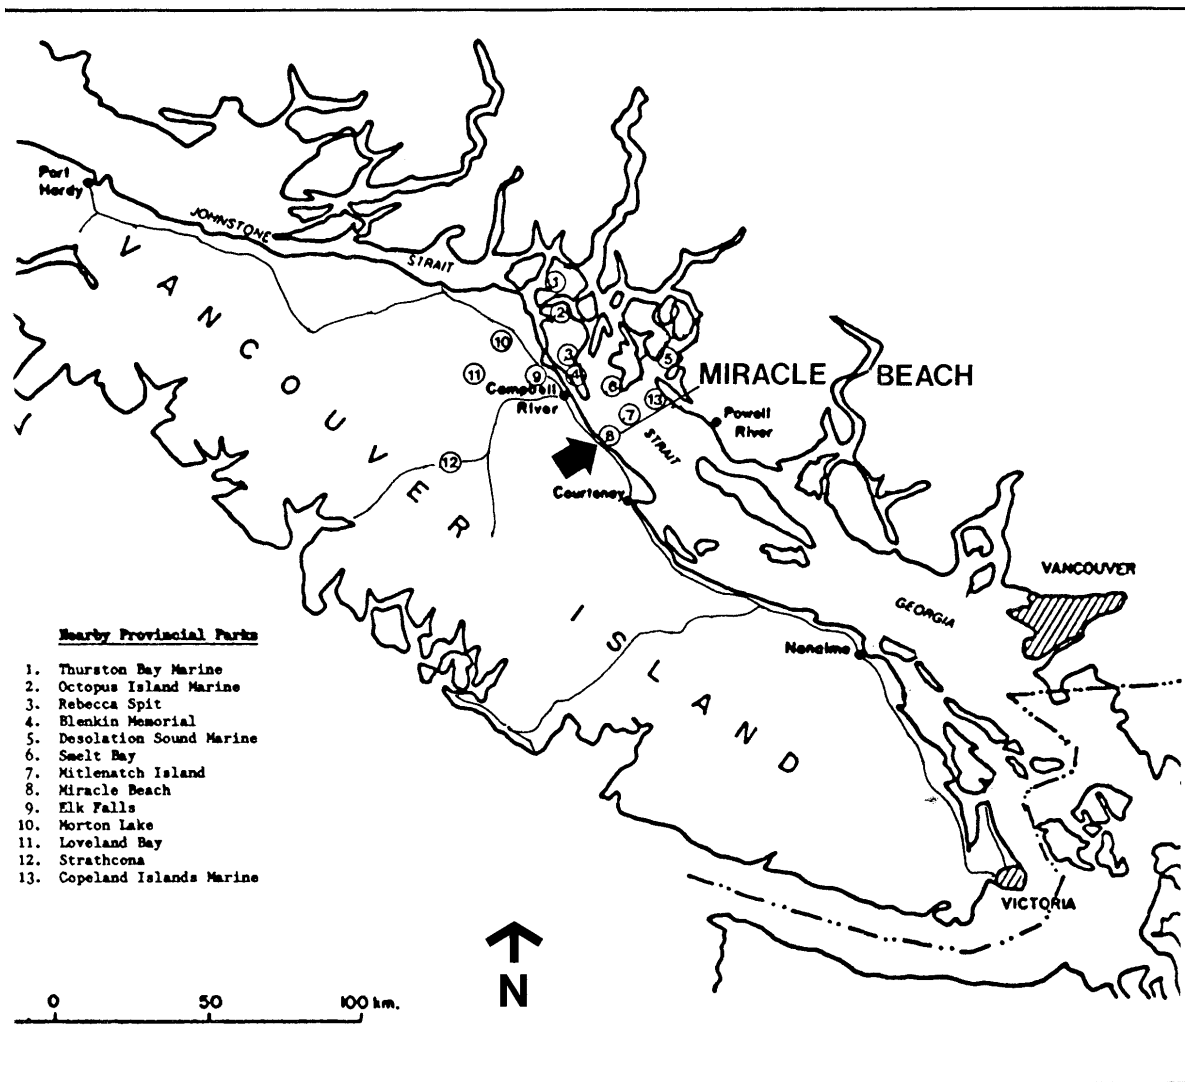 Port
Hardy
JOHNSTONE
STRAIT
VANCOUVER ISLAND
1
2
3
4
5
6
7
8
9
10
11
12
13
MIRACLE BEACH
Campbell
River
Powell
River
STRAIT
Courtenay
GEORGIA
VANCOUVER
Nanaimo
VICTORIA
Nearby Provincial Parks
1. Thurston Bay Marine
2. Octopus Island Marine
3. Rebecca Spit
4. Blenkin Memorial
5. Desolation Sound Marine
6. Smelt Bay
7. Mitlenatch Island
8. Miracle Beach
9. Elk Falls
10. Morton Lake
11. Loveland Bay
12. Strathcona
13. Copeland Islands Marine
N
0 50 100 km.